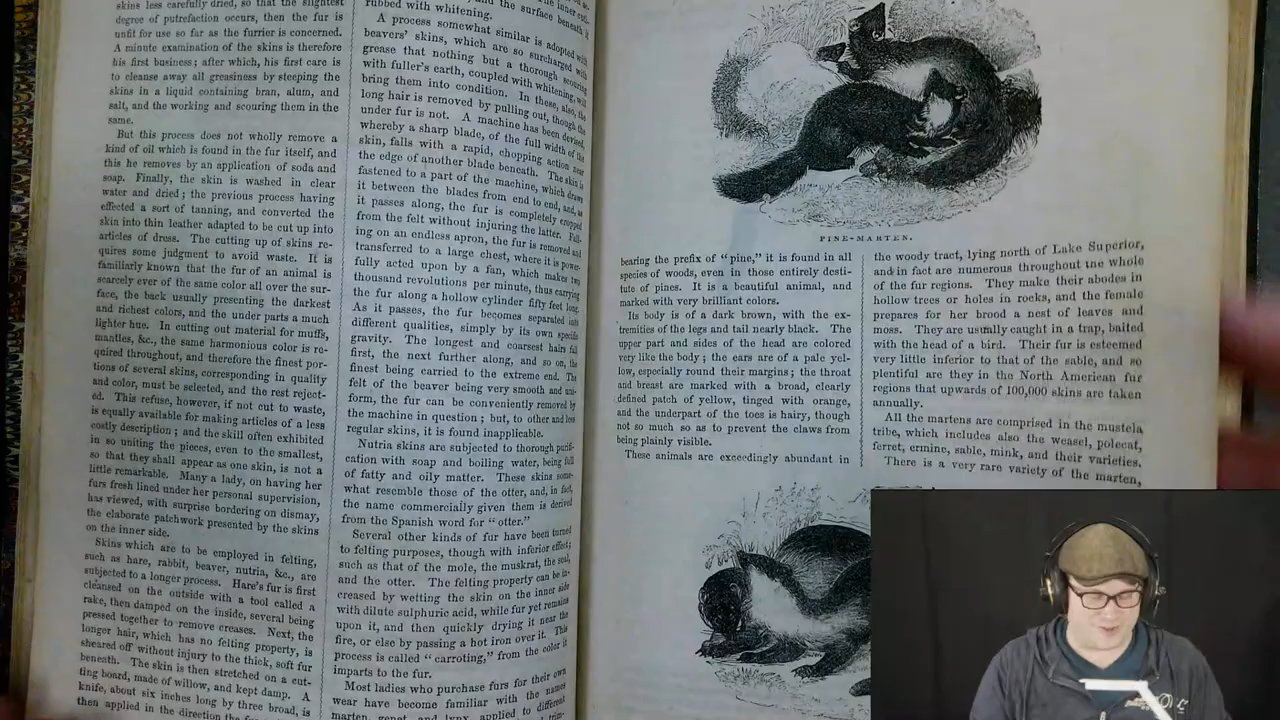 skins less carefully dried, so that the slightest
degree of putrefaction occurs, then the fur is
unfit for use so far as the furrier is concerned.
A minute examination of the skins is therefore
his first business; after which, his first care is
to cleanse away all greasiness by steeping the
skins in a liquid containing bran, alum, and
salt, and the working and scouring them in the
same.
But this process does not wholly remove a
kind of oil which is found in the fur itself, and
this he removes by an application of soda and
soap. Finally, the skin is washed in clear
water and dried; the previous process having
effected a sort of tanning, and converted the
skin into thin leather adapted to be cut up into
articles of dress. The cutting up of skins re-
quires some judgment to avoid waste. It is
familiarly known that the fur of an animal is
scarcely ever of the same color all over the sur-
face, the back usually presenting the darkest
and richest colors, and the under parts a much
lighter hue. In cutting out material for muffs,
mantles, &c., the same harmonious color is re-
quired throughout, and therefore the finest por-
tions of several skins, corresponding in quality
and color, must be selected, and the rest reject-
ed. This refuse, however, if not cut to waste,
is equally available for making articles of a less
costly description; and the skill often exhibited
in so uniting the pieces, even to the smallest,
so that they shall appear as one skin, is not a
little remarkable. Many a lady, on having her
furs fresh lined under her personal supervision,
has viewed, with surprise bordering on dismay,
the elaborate patchwork presented by the skins
on the inner side.
Skins which are to be employed in felting,
such as hare, rabbit, beaver, nutria, &c., are
subjected to a longer process. Hare's fur is first
cleansed on the outside with a tool called a
rake, then damped on the inside, several being
pressed together to remove creases. Next, the
longer hair, which has no felting property, is
sheared off without injury to the thick, soft fur
beneath. The skin is then stretched on a cut-
ting board, made of willow, and kept damp. A
knife, about six inches long by three broad, is
then applied in the direction the fur
and the surface beneath it
rubbed with whitening.
A process somewhat similar is adopted with
beavers' skins, which are so surcharged with
grease that nothing but a thorough scouring
with fuller's earth, coupled with whitening, will
bring them into condition. In these, also, the
long hair is removed by pulling out, though the
under fur is not. A machine has been devised,
whereby a sharp blade, of the full width of the
skin, falls with a rapid, chopping action near
the edge of another blade beneath. The skin is
fastened to a part of the machine, which draws
it between the blades from end to end, and, as
it passes along, the fur is completely cropped
from the felt without injuring the latter. Fall-
ing on an endless apron, the fur is removed and
transferred to a large chest, where it is power-
fully acted upon by a fan, which makes two
thousand revolutions per minute, thus carrying
the fur along a hollow cylinder fifty feet long.
As it passes, the fur becomes separated into
different qualities, simply by its own specific
gravity. The longest and coarsest hairs fall
first, the next further along, and so on, the
finest being carried to the extreme end. The
felt of the beaver being very smooth and uni-
form, the fur can be conveniently removed by
the machine in question; but, to other and less
regular skins, it is found inapplicable.
Nutria skins are subjected to thorough purifi-
cation with soap and boiling water, being full
of fatty and oily matter. These skins some-
what resemble those of the otter, and, in fact,
the name commercially given them is derived
from the Spanish word for "otter."
Several other kinds of fur have been turned
to felting purposes, though with inferior effect;
such as that of the mole, the muskrat, the seal,
and the otter. The felting property can be in-
creased by wetting the skin on the inner side
with dilute sulphuric acid, while fur yet remains
upon it, and then quickly drying it near the
fire, or else by passing a hot iron over it. This
process is called "carroting," from the color it
imparts to the fur.
Most ladies who purchase furs for their own
wear have become familiar with the names
marten, genet, and lynx, applied to different
PINE-MARTEN.
bearing the prefix of "pine," it is found in all
species of woods, even in those entirely desti-
tute of pines. It is a beautiful animal, and
marked with very brilliant colors.
Its body is of a dark brown, with the ex-
tremities of the legs and tail nearly black. The
upper part and sides of the head are colored
very like the body; the ears are of a pale yel-
low, especially round their margins; the throat
and breast are marked with a broad, clearly
defined patch of yellow, tinged with orange,
and the underpart of the toes is hairy, though
not so much so as to prevent the claws from
being plainly visible.
These animals are exceedingly abundant in
the woody tract, lying north of Lake Superior,
and in fact are numerous throughout the whole
of the fur regions. They make their abodes in
hollow trees or holes in rocks, and the female
prepares for her brood a nest of leaves and
moss. They are usually caught in a trap, baited
with the head of a bird. Their fur is esteemed
very little inferior to that of the sable, and so
plentiful are they in the North American fur
regions that upwards of 100,000 skins are taken
annually.
All the martens are comprised in the mustela
tribe, which includes also the weasel, polecat,
ferret, ermine, sable, mink, and their varieties.
There is a very rare variety of the marten,